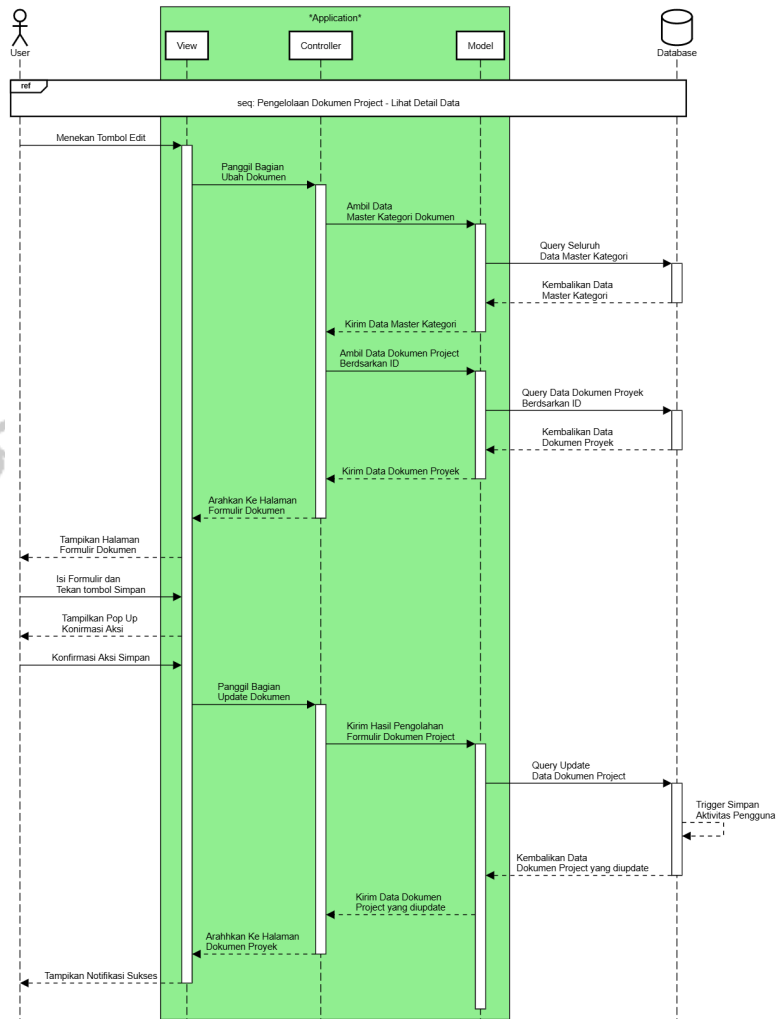 *Application*
User
View
Controller
Model
Database
ref
seq: Pengelolaan Dokumen Project - Lihat Detail Data
Menekan Tombol Edit
Panggil Bagian
Ubah Dokumen
Ambil Data
Master Kategori Dokumen
Query Seluruh
Data Master Kategori
Kembalikan Data
Master Kategori
Kirim Data Master Kategori
Ambil Data Dokumen Project
Berdsarkan ID
Query Data Dokumen Proyek
Berdsarkan ID
Kembalikan Data
Dokumen Proyek
Kirim Data Dokumen Proyek
Arahkan Ke Halaman
Formulir Dokumen
Tampikan Halaman
Formulir Dokumen
Isi Formulir dan
Tekan tombol Simpan
Tampilkan Pop Up
Konirmasi Aksi
Konfirmasi Aksi Simpan
Panggil Bagian
Update Dokumen
Kirim Hasil Pengolahan
Formulir Dokumen Project
Query Update
Data Dokumen Project
Trigger Simpan
Aktivitas Pengguna
Kembalikan Data
Dokumen Project yang diupdate
Kirim Data Dokumen
Project yang diupdate
Arahhkan Ke Halaman
Dokumen Proyek
Tampikan Notifikasi Sukses